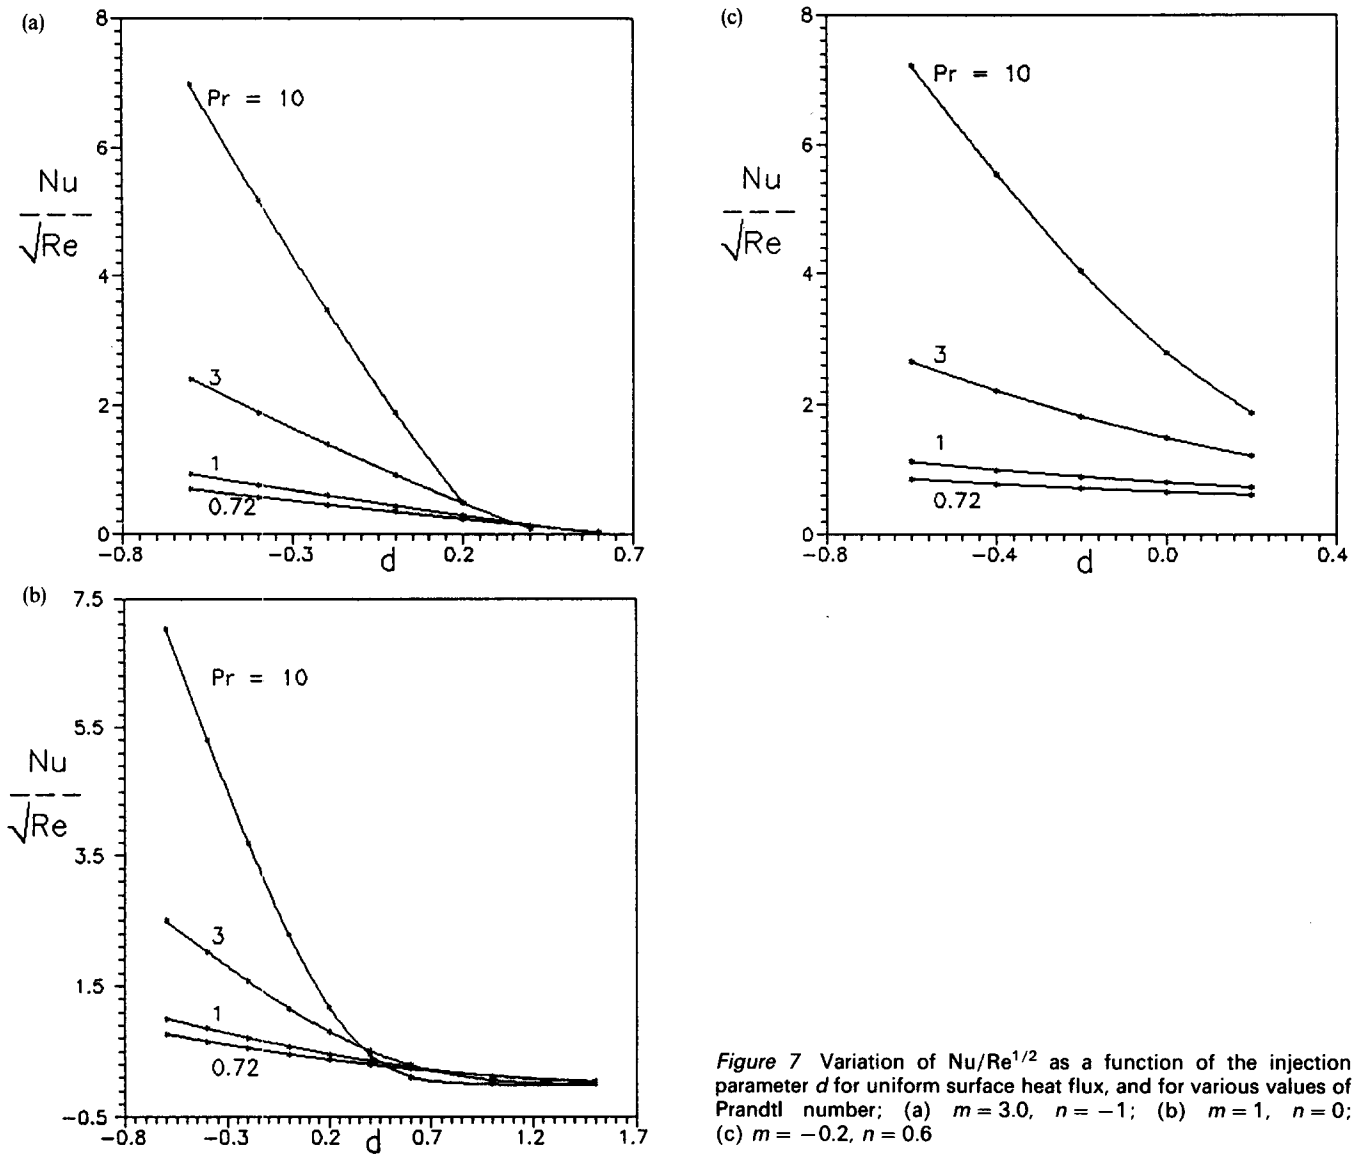 (a)
8
6
4
2
0
Nu
√Re
Pr = 10
3
1
0.72
−0.8
−0.3
0.2
0.7
d
(c)
8
6
4
2
0
Nu
√Re
Pr = 10
3
1
0.72
−0.8
−0.4
0.0
0.4
d
(b)
7.5
5.5
3.5
1.5
−0.5
Nu
√Re
Pr = 10
3
1
0.72
−0.8
−0.3
0.2
0.7
1.2
1.7
d
Figure 7 Variation of Nu/Re^1/2 as a function of the injection
parameter d for uniform surface heat flux, and for various values of
Prandtl number; (a) m = 3.0, n = −1; (b) m = 1, n = 0;
(c) m = −0.2, n = 0.6